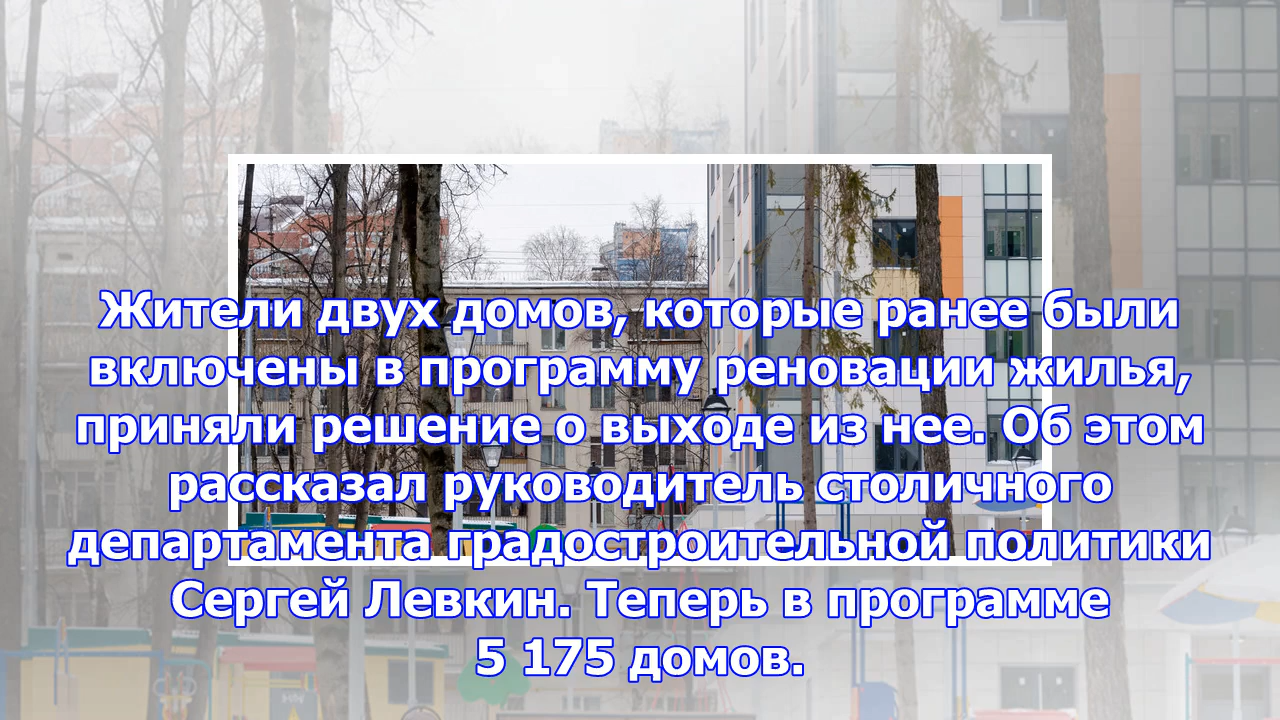 Жители двух домов, которые ранее были
включены в программу реновации жилья,
приняли решение о выходе из нее. Об этом
рассказал руководитель столичного
департамента градостроительной политики
Сергей Левкин. Теперь в программе
5 175 домов.